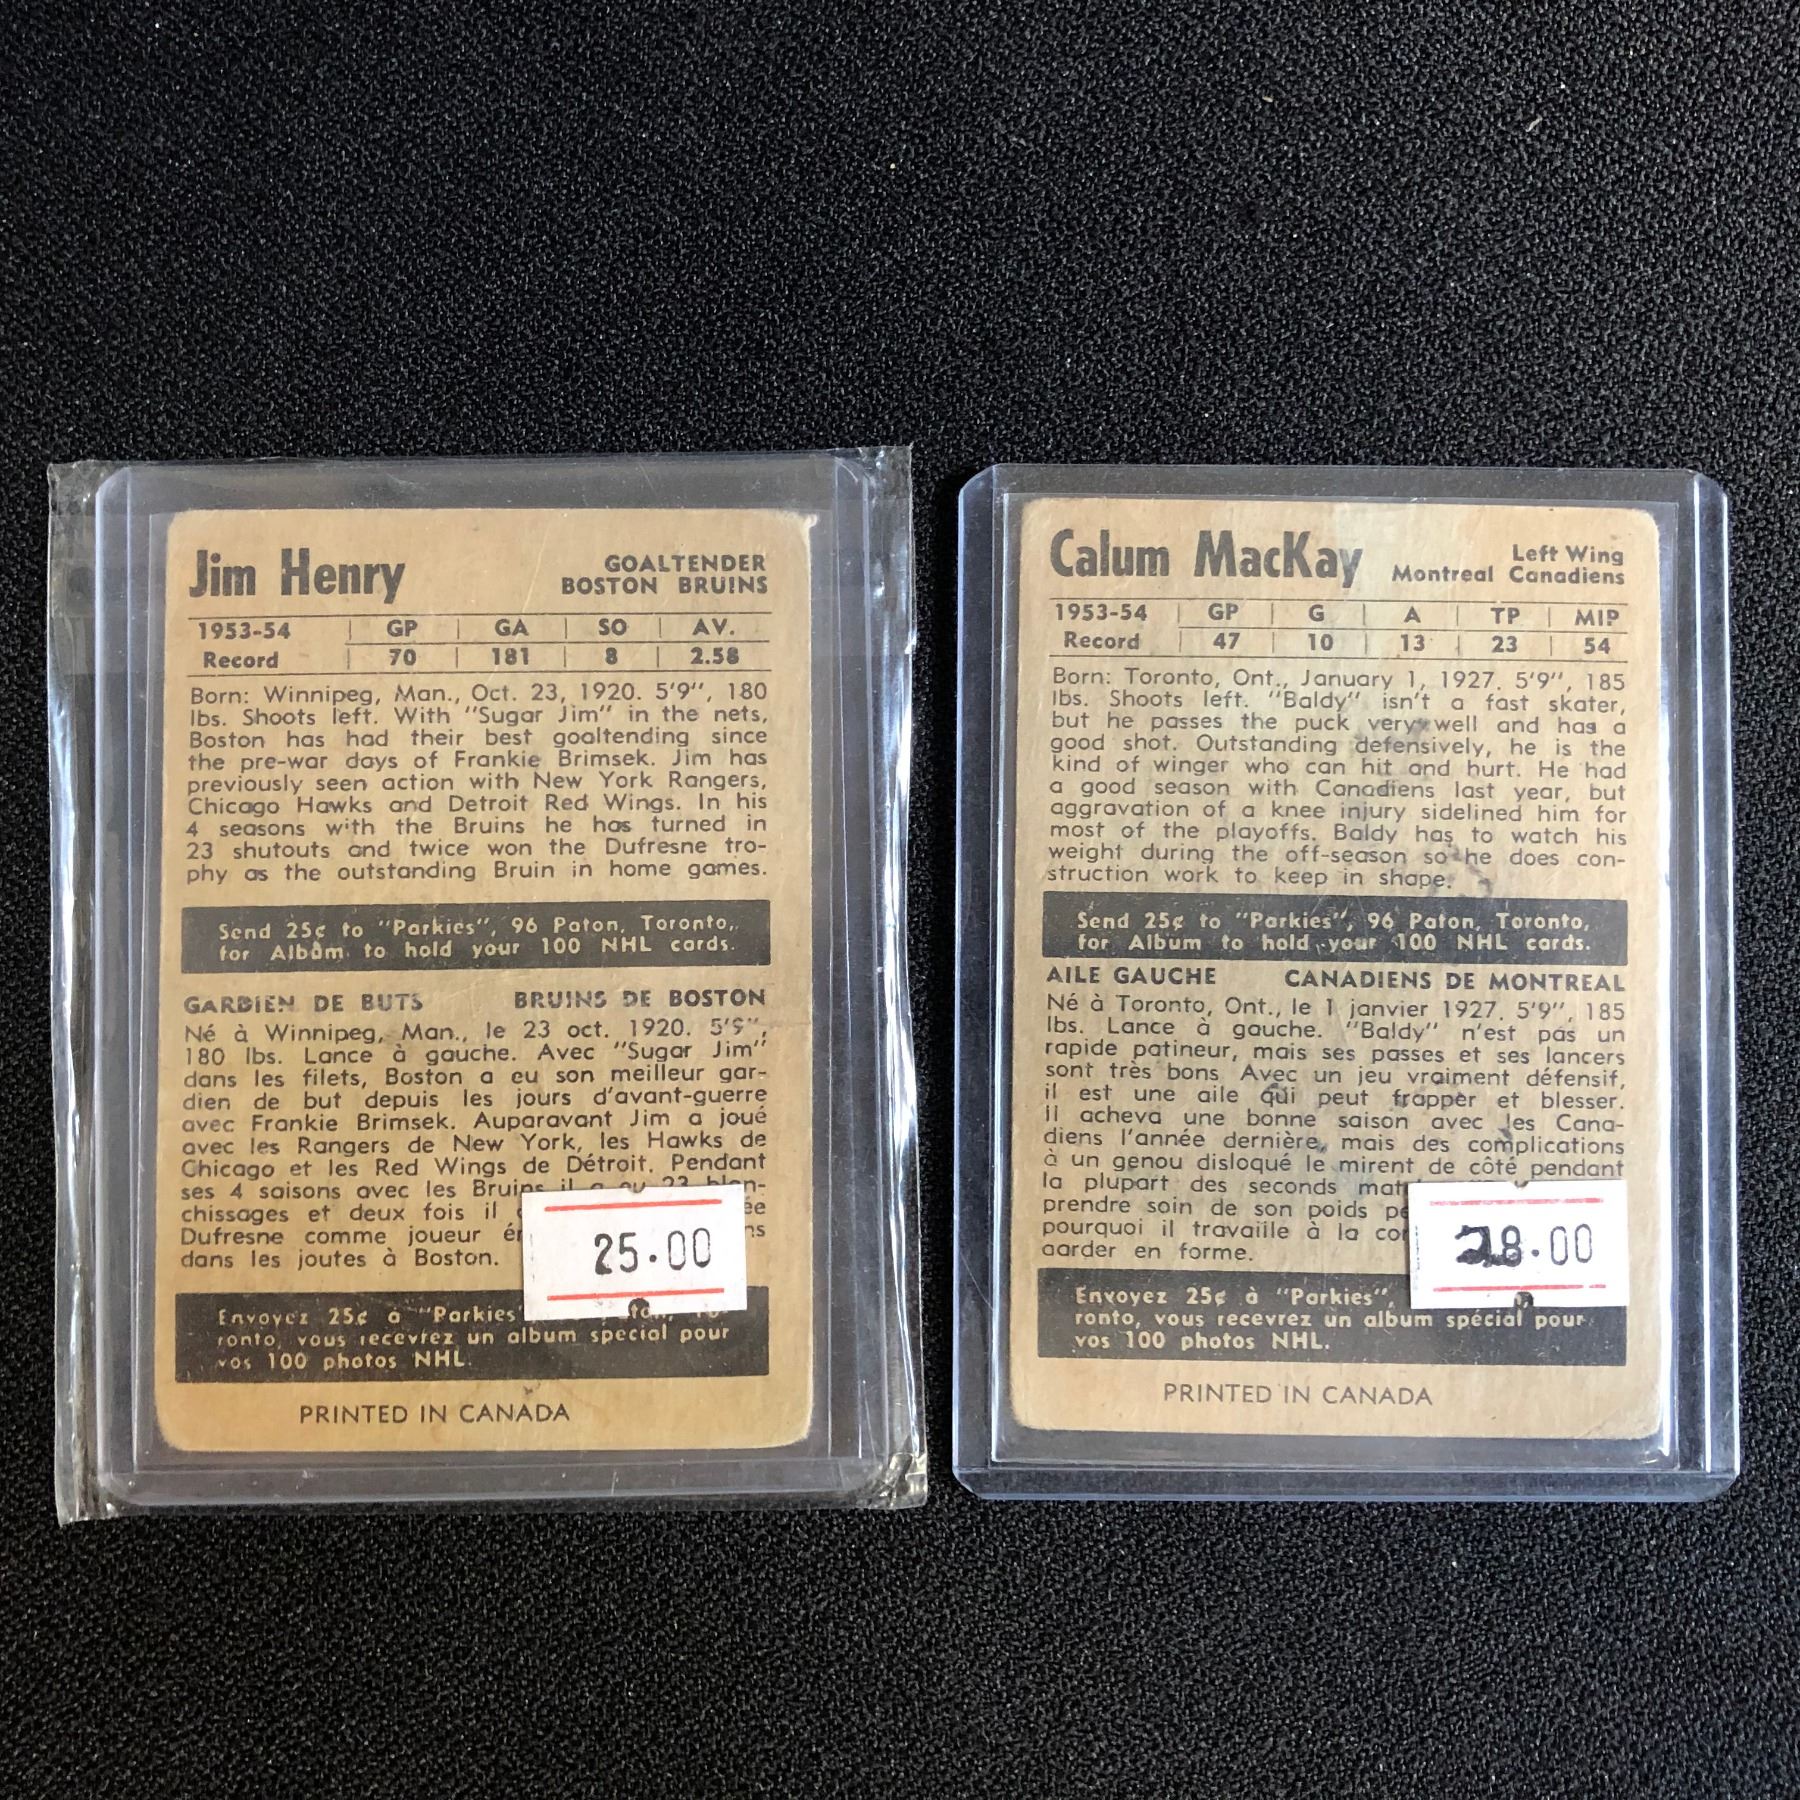 Jim Henry
GOALTENDER
BOSTON BRUINS
1953-54 GP GA SO AV.
Record 70 181 8 2.58
Born: Winnipeg, Man., Oct. 23, 1920. 5'9", 180
lbs. Shoots left. With "Sugar Jim" in the nets,
Boston has had their best goaltending since
the pre-war days of Frankie Brimsek. Jim has
previously seen action with New York Rangers,
Chicago Hawks and Detroit Red Wings. In his
4 seasons with the Bruins he has turned in
23 shutouts and twice won the Dufresne tro-
phy as the outstanding Bruin in home games.
Send 25¢ to "Parkies", 96 Paton, Toronto,
for Album to hold your 100 NHL cards.
GARDIEN DE BUTS BRUINS DE BOSTON
Né à Winnipeg, Man., le 23 oct. 1920. 5'9",
180 lbs. Lance à gauche. Avec "Sugar Jim"
dans les filets, Boston a eu son meilleur gar-
dien de but depuis les jours d'avant-guerre
avec Frankie Brimsek. Auparavant Jim a joué
avec les Rangers de New York, les Hawks de
Chicago et les Red Wings de Détroit. Pendant
ses 4 saisons avec les Bruins il a eu 23 blan-
chissages et deux fois il
Dufresne comme joueur
dans les joutes à Boston.
25.00
Envoyez 25¢ à "Parkies
ronto, vous recevrez un album spécial pour
vos 100 photos NHL
PRINTED IN CANADA
Calum MacKay
Left Wing
Montreal Canadiens
1953-54 GP G A TP MIP
Record 47 10 13 23 54
Born: Toronto, Ont., January 1, 1927. 5'9", 185
lbs. Shoots left. "Baldy" isn't a fast skater,
but he passes the puck very well and has a
good shot. Outstanding defensively, he is the
kind of winger who can hit and hurt. He had
a good season with Canadiens last year, but
aggravation of a knee injury sidelined him for
most of the playoffs. Baldy has to watch his
weight during the off-season so he does con-
struction work to keep in shape.
Send 25¢ to "Parkies", 96 Paton, Toronto,
for Album to hold your 100 NHL cards.
AILE GAUCHE CANADIENS DE MONTREAL
Né à Toronto, Ont., le 1 janvier 1927. 5'9", 185
lbs. Lance à gauche. "Baldy" n'est pas un
rapide patineur, mais ses passes et ses lancers
sont très bons Avec un jeu vraiment défensif,
il est une aile qui peut frapper et blesser.
il acheva une bonne saison avec les Cana-
diens l'année dernière, mais des complications
à un genou disloqué le mirent de côté pendant
la plupart des seconds
prendre soin de son poids
pourquoi il travaille à la
garder en forme.
28.00
Envoyez 25¢ à "Parkies",
ronto, vous recevrez un album spécial pour
vos 100 photos NHL.
PRINTED IN CANADA